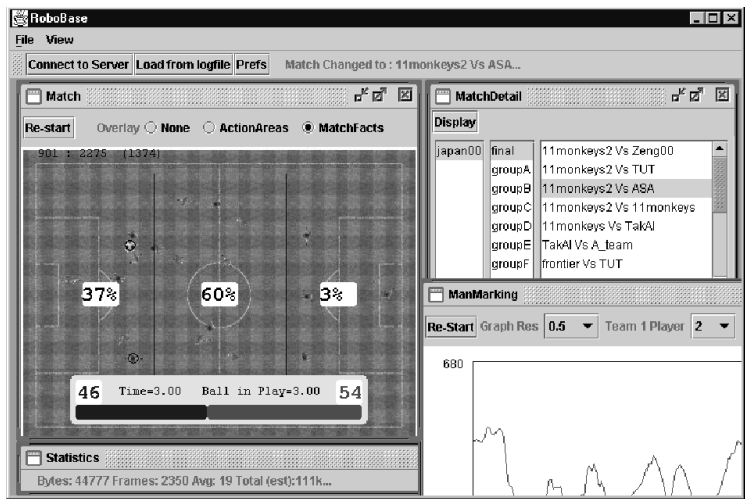 RoboBase
File View
Connect to Server Load from logfile Prefs Match Changed to : 11monkeys2 Vs ASA...
Match
Re-start Overlay None ActionAreas MatchFacts
901 : 2275 (1374)
37% 60% 3%
46 Time=3.00 Ball in Play=3.00 54
Statistics
Bytes: 44777 Frames: 2350 Avg: 19 Total (est):111k...
MatchDetail
Display
japan00 final 11monkeys2 Vs Zeng00
groupA 11monkeys2 Vs TUT
groupB 11monkeys2 Vs ASA
groupC 11monkeys2 Vs 11monkeys
groupD 11monkeys Vs TakAI
groupE TakAI Vs A_team
groupF frontier Vs TUT
ManMarking
Re-Start Graph Res 0.5 Team 1 Player 2
680